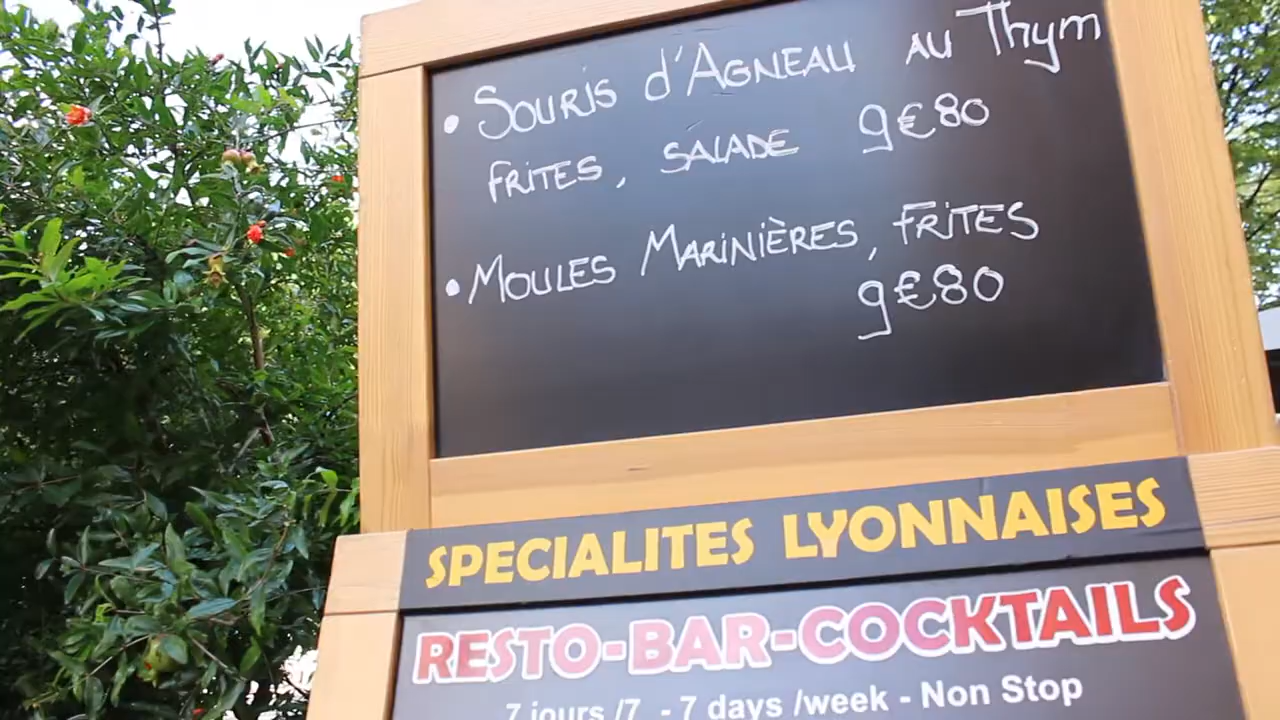 • Souris d'Agneau au Thym
frites, salade 9€80
• Moules Marinières, frites
9€80
SPECIALITES LYONNAISES
RESTO-BAR-COCKTAILS
7 jours /7 - 7 days /week - Non Stop